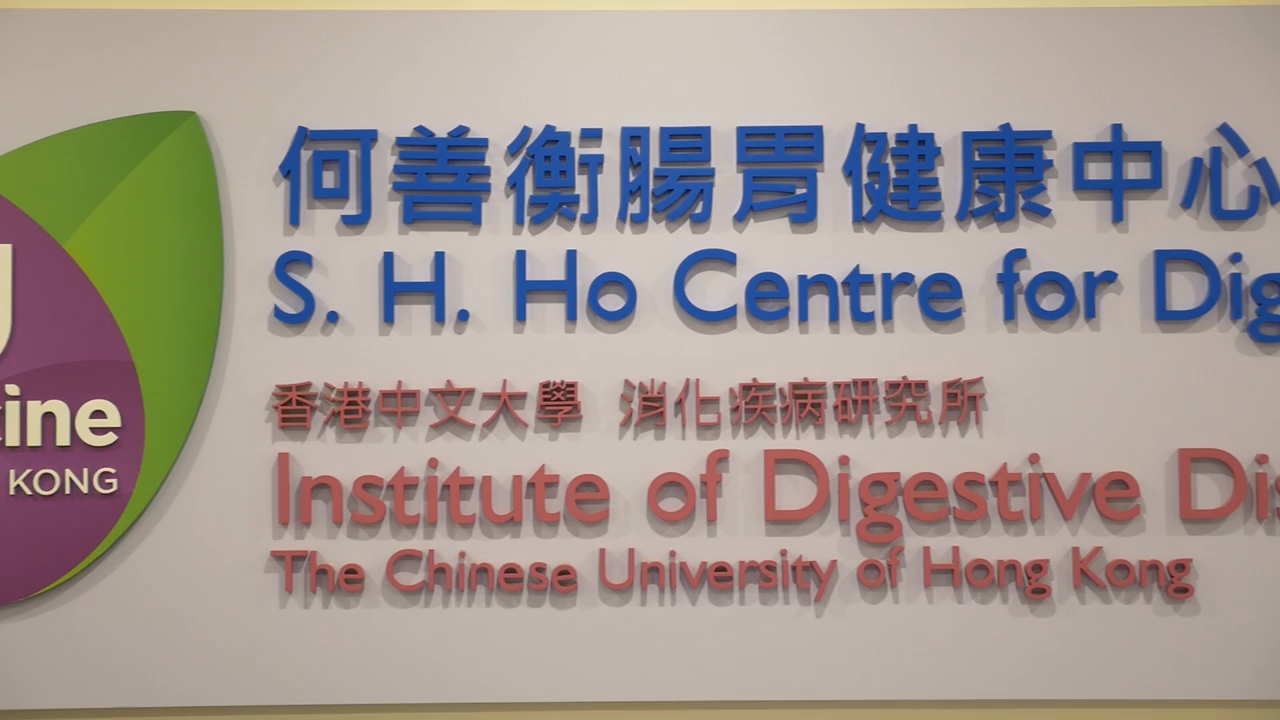 何善衡腸胃健康中心
S. H. Ho Centre for Dig
香港中文大學 消化疾病研究所
Institute of Digestive Di
The Chinese University of Hong Kong
cine
KONG